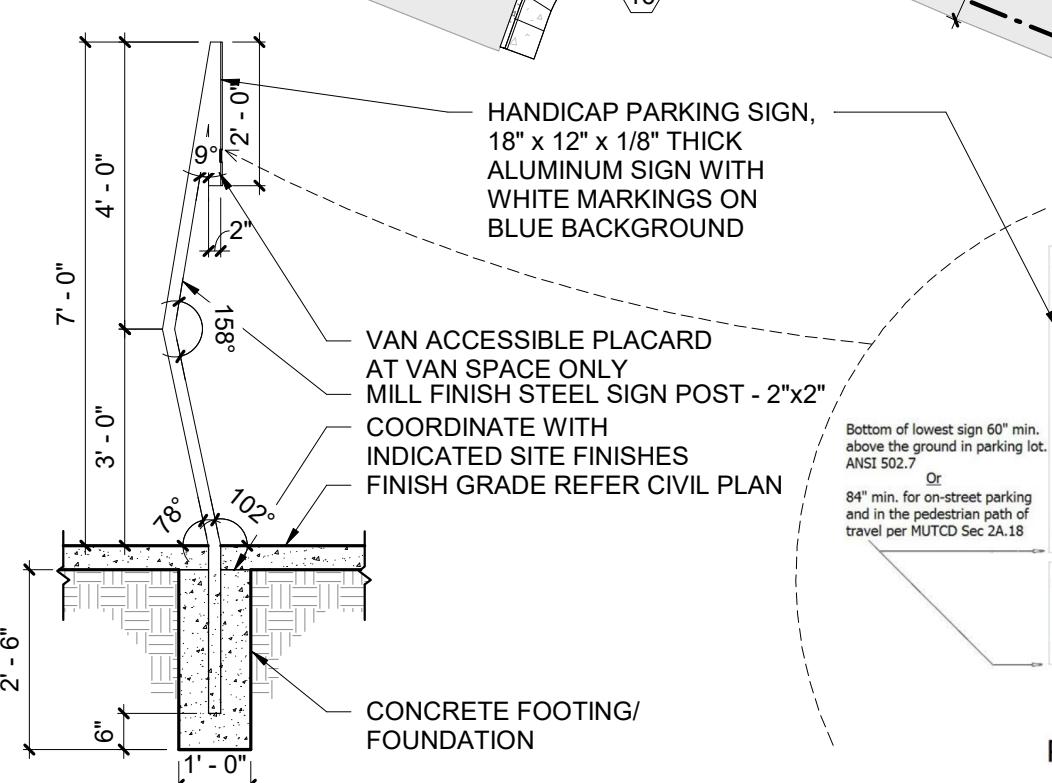 7' - 0"
4' - 0"
3' - 0"
2' - 0"
9°
2"
158°
78°
102°
2' - 6"
6"
1' - 0"
HANDICAP PARKING SIGN,
18" x 12" x 1/8" THICK
ALUMINUM SIGN WITH
WHITE MARKINGS ON
BLUE BACKGROUND
VAN ACCESSIBLE PLACARD
AT VAN SPACE ONLY
MILL FINISH STEEL SIGN POST - 2"x2"
COORDINATE WITH
INDICATED SITE FINISHES
FINISH GRADE REFER CIVIL PLAN
CONCRETE FOOTING/
FOUNDATION
Bottom of lowest sign 60" min.
above the ground in parking lot.
ANSI 502.7
Or
84" min. for on-street parking
and in the pedestrian path of
travel per MUTCD Sec 2A.18